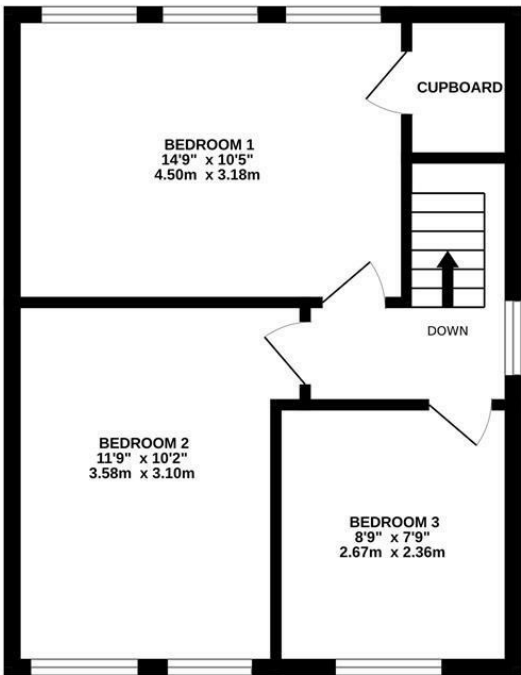 CUPBOARD
BEDROOM 1
14'9" x 10'5"
4.50m x 3.18m
DOWN
BEDROOM 2
11'9" x 10'2"
3.58m x 3.10m
BEDROOM 3
8'9" x 7'9"
2.67m x 2.36m